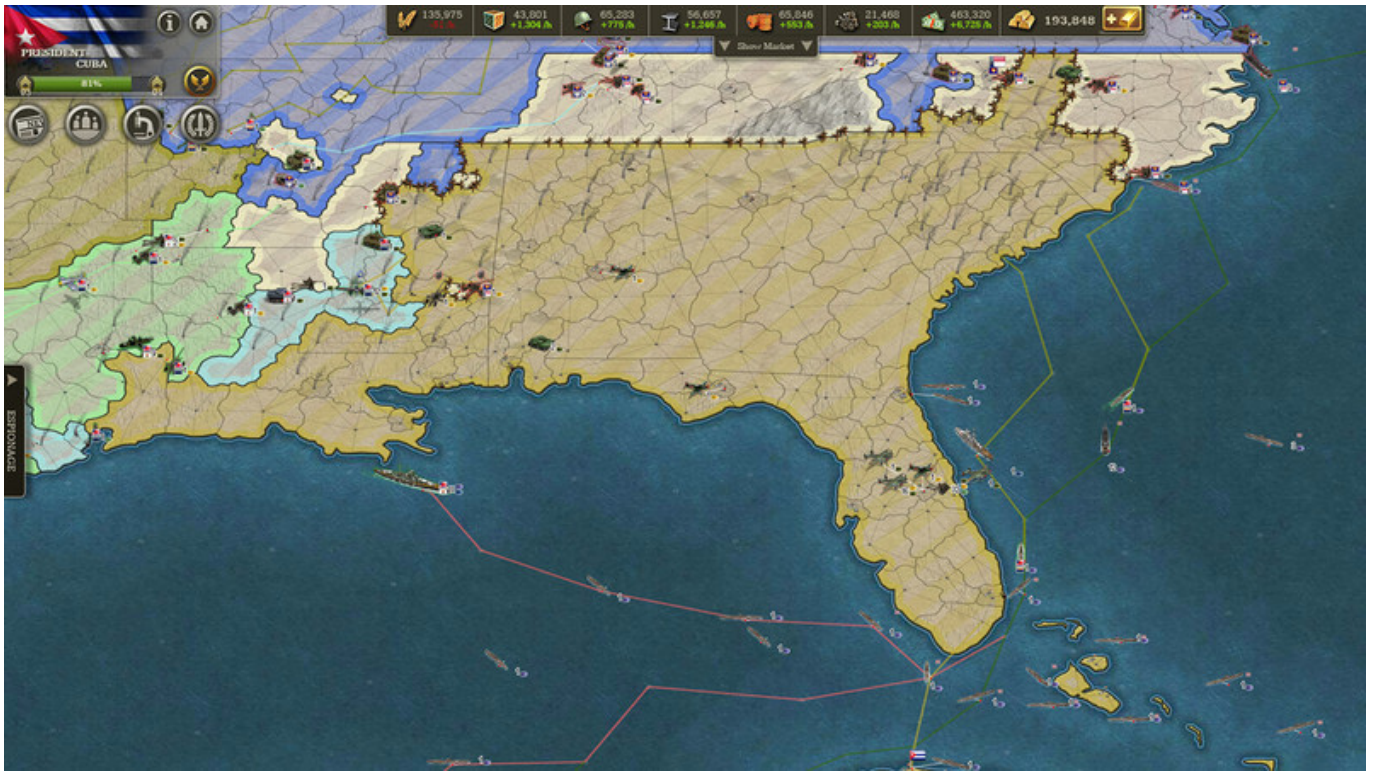 135,975
43,801
+1,304 /h
65,283
+775 /h
56,657
+1,246 /h
65,846
+553 /h
21,468
+203 /h
463,320
+6,725 /h
193,848
PRESIDENT
CUBA
81%
Show Market
ESPIONAGE